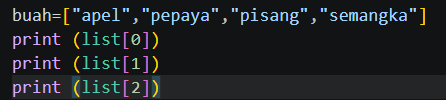 buah=["apel","pepaya","pisang","semangka"]
print (list[0])
print (list[1])
print (list[2])